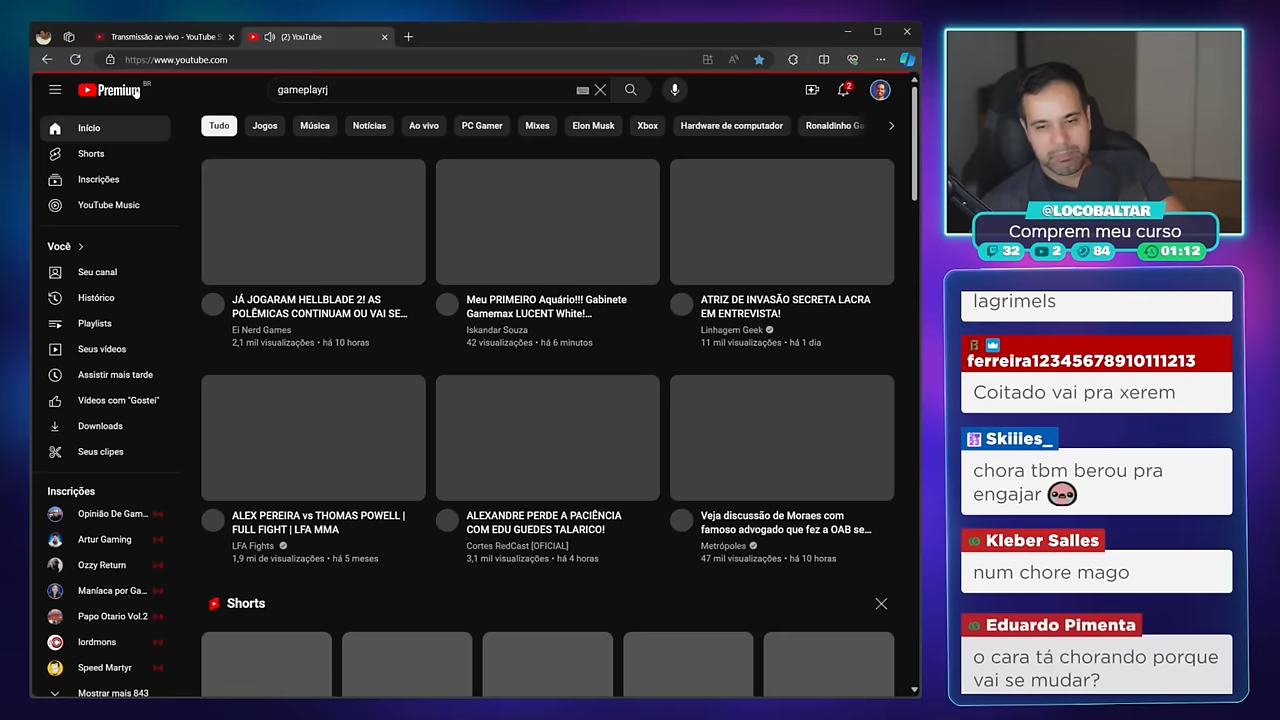 Transmissão ao vivo - YouTube S
(2) YouTube
https://www.youtube.com
Premium BR
gameplayrj
2
Início
Shorts
Inscrições
YouTube Music
Você
Seu canal
Histórico
Playlists
Seus vídeos
Assistir mais tarde
Vídeos com "Gostei"
Downloads
Seus clipes
Inscrições
Opinião De Gam...
Artur Gaming
Ozzy Return
Maníaca por Ga...
Papo Otario Vol.2
lordmons
Speed Martyr
Mostrar mais 843
Tudo
Jogos
Música
Notícias
Ao vivo
PC Gamer
Mixes
Elon Musk
Xbox
Hardware de computador
Ronaldinho Ga
JÁ JOGARAM HELLBLADE 2! AS
POLÊMICAS CONTINUAM OU VAI SE...
Ei Nerd Games
2,1 mil visualizações • há 10 horas
Meu PRIMEIRO Aquário!!! Gabinete
Gamemax LUCENT White!...
Iskandar Souza
42 visualizações • há 6 minutos
ATRIZ DE INVASÃO SECRETA LACRA
EM ENTREVISTA!
Linhagem Geek
11 mil visualizações • há 1 dia
ALEX PEREIRA vs THOMAS POWELL |
FULL FIGHT | LFA MMA
LFA Fights
1,9 mi de visualizações • há 5 meses
ALEXANDRE PERDE A PACIÊNCIA
COM EDU GUEDES TALARICO!
Cortes RedCast [OFICIAL]
3,1 mil visualizações • há 4 horas
Veja discussão de Moraes com
famoso advogado que fez a OAB se...
Metrópoles
47 mil visualizações • há 10 horas
Shorts
@LOCOBALTAR
Comprem meu curso
32
2
84
01:12
lagrimels
ferreira12345678910111213
Coitado vai pra xerem
Skiiies_
chora tbm berou pra
engajar
Kleber Salles
num chore mago
Eduardo Pimenta
o cara tá chorando porque
vai se mudar?